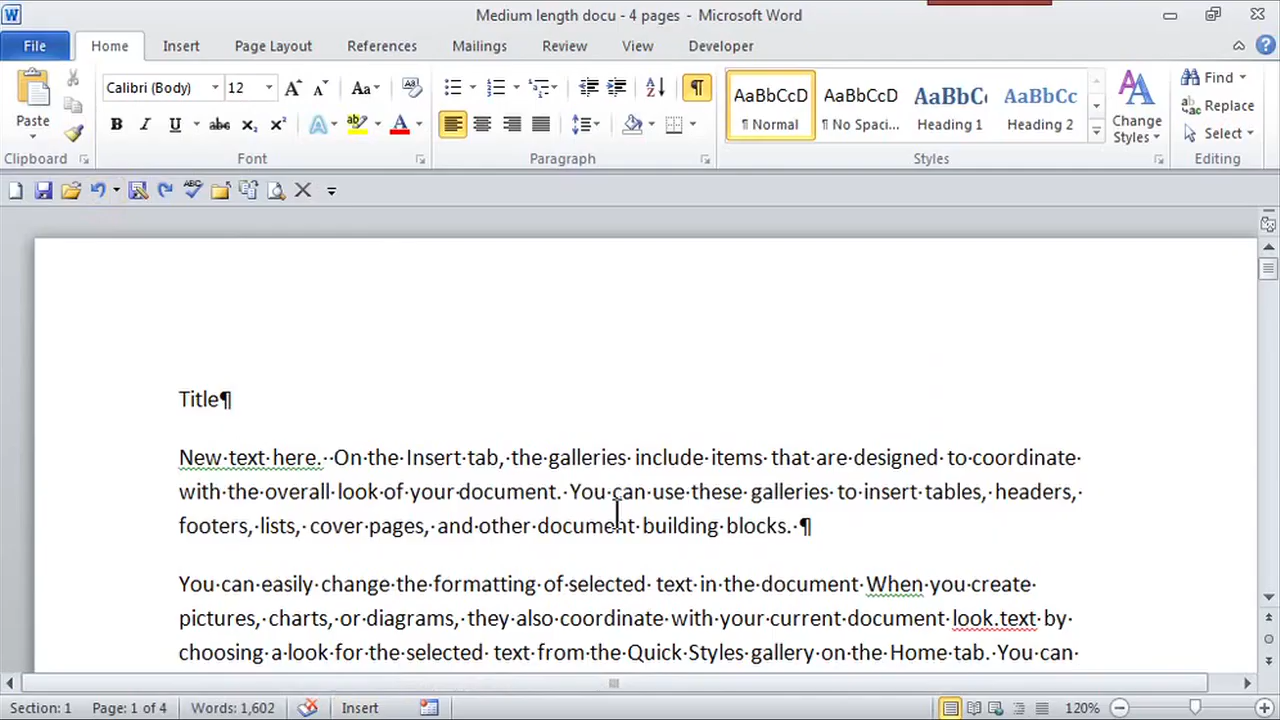 Medium length docu - 4 pages - Microsoft Word
File Home Insert Page Layout References Mailings Review View Developer
Calibri (Body) 12 Aa
AaBbCcD AaBbCcD AaBbC AaBbCc
Find
Replace
Select
Paste
B I U abc x₂ x² A ab A
¶ Normal ¶ No Spaci... Heading 1 Heading 2
Change
Styles
Clipboard Font Paragraph Styles Editing
Title¶
New·text·here.··On·the·Insert·tab,·the·galleries·include·items·that·are·designed·to·coordinate·
with·the·overall·look·of·your·document.·You·can·use·these·galleries·to·insert·tables,·headers,·
footers,·lists,·cover·pages,·and·other·document·building·blocks.·¶
You·can·easily·change·the·formatting·of·selected·text·in·the·document·When·you·create·
pictures,·charts,·or·diagrams,·they·also·coordinate·with·your·current·document·look.text·by·
choosing·a·look·for·the·selected·text·from·the·Quick·Styles·gallery·on·the·Home·tab.·You·can·
Section: 1 Page: 1 of 4 Words: 1,602 Insert 120%